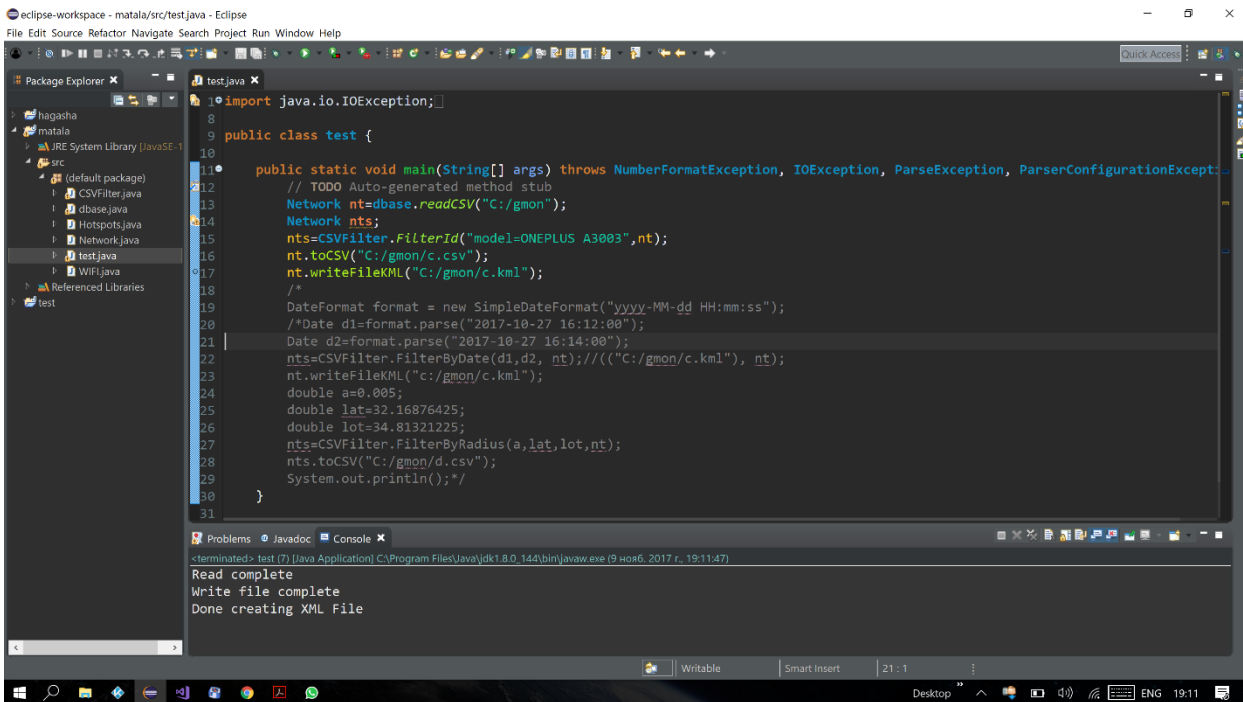 eclipse-workspace - matala/src/test.java - Eclipse
File Edit Source Refactor Navigate Search Project Run Window Help
Quick Access
Package Explorer
hagasha
matala
JRE System Library [JavaSE-1
src
(default package)
CSVFilter.java
dbase.java
Hotspots.java
Network.java
test.java
WIFI.java
Referenced Libraries
test
test.java
1 import java.io.IOException;
8
9 public class test {
10
11 public static void main(String[] args) throws NumberFormatException, IOException, ParseException, ParserConfigurationExcept
12 // TODO Auto-generated method stub
13 Network nt=dbase.readCSV("C:/gmon");
14 Network nts;
15 nts=CSVFilter.FilterId("model=ONEPLUS A3003",nt);
16 nt.toCSV("C:/gmon/c.csv");
17 nt.writeFileKML("C:/gmon/c.kml");
18 /*
19 DateFormat format = new SimpleDateFormat("yyyy-MM-dd HH:mm:ss");
20 /*Date d1=format.parse("2017-10-27 16:12:00");
21 Date d2=format.parse("2017-10-27 16:14:00");
22 nts=CSVFilter.FilterByDate(d1,d2, nt);//(("C:/gmon/c.kml"), nt);
23 nt.writeFileKML("c:/gmon/c.kml");
24 double a=0.005;
25 double lat=32.16876425;
26 double lot=34.81321225;
27 nts=CSVFilter.FilterByRadius(a,lat,lot,nt);
28 nts.toCSV("C:/gmon/d.csv");
29 System.out.println();*/
30 }
31
Problems Javadoc Console
<terminated> test (7) [Java Application] C:\Program Files\Java\jdk1.8.0_144\bin\javaw.exe (9 нояб. 2017 г., 19:11:47)
Read complete
Write file complete
Done creating XML File
Writable Smart Insert 21 : 1
Desktop ENG 19:11